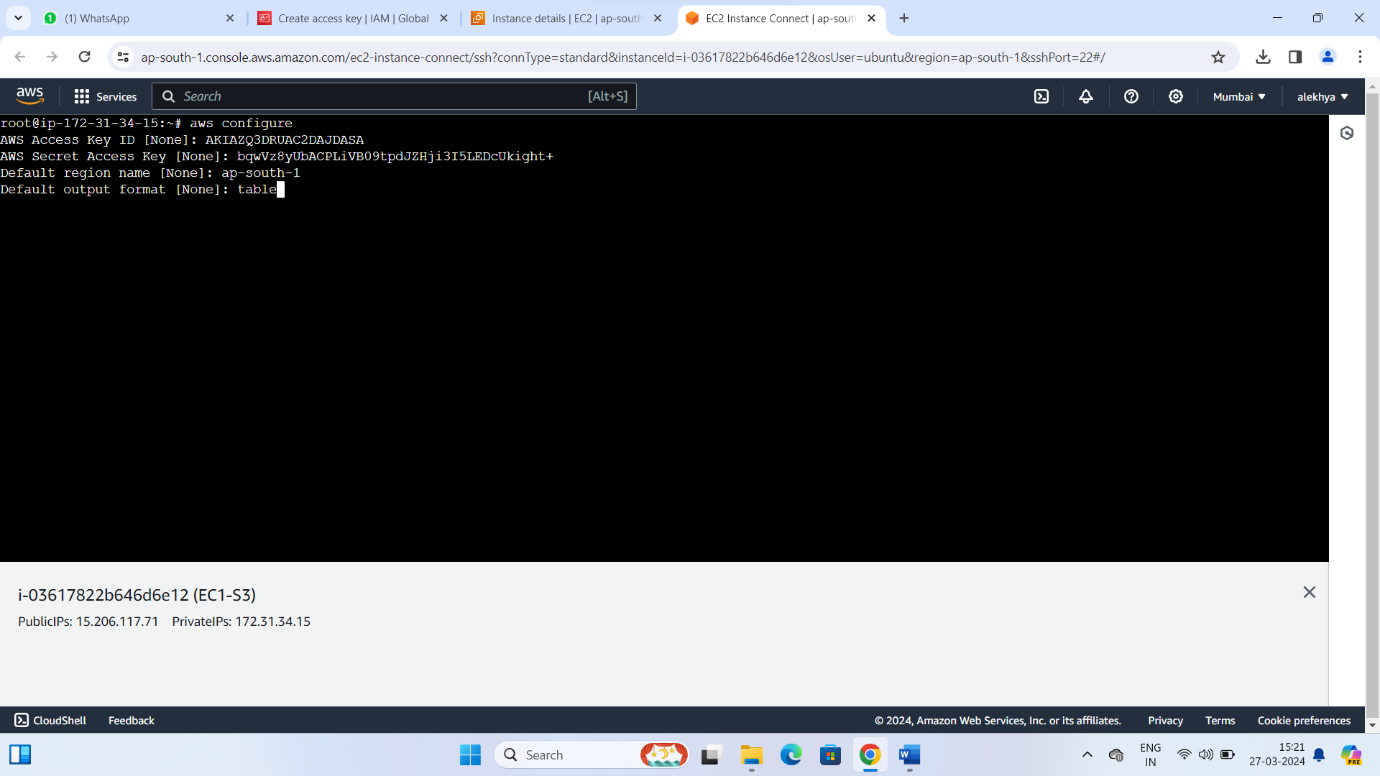 (1) WhatsApp
Create access key | IAM | Global
Instance details | EC2 | ap-south
EC2 Instance Connect | ap-sout
ap-south-1.console.aws.amazon.com/ec2-instance-connect/ssh?connType=standard&instanceId=i-03617822b646d6e12&osUser=ubuntu&region=ap-south-1&sshPort=22#/
aws
Services
Search [Alt+S]
Mumbai
alekhya
root@ip-172-31-34-15:~# aws configure
AWS Access Key ID [None]: AKIAZQ3DRUAC2DAJDASA
AWS Secret Access Key [None]:
Default region name [None]: ap-south-1
Default output format [None]: table
i-03617822b646d6e12 (EC1-S3)
PublicIPs: 15.206.117.71 PrivateIPs: 172.31.34.15
CloudShell Feedback
© 2024, Amazon Web Services, Inc. or its affiliates. Privacy Terms Cookie preferences
Search
W
ENG
IN
15:21
27-03-2024
PRE